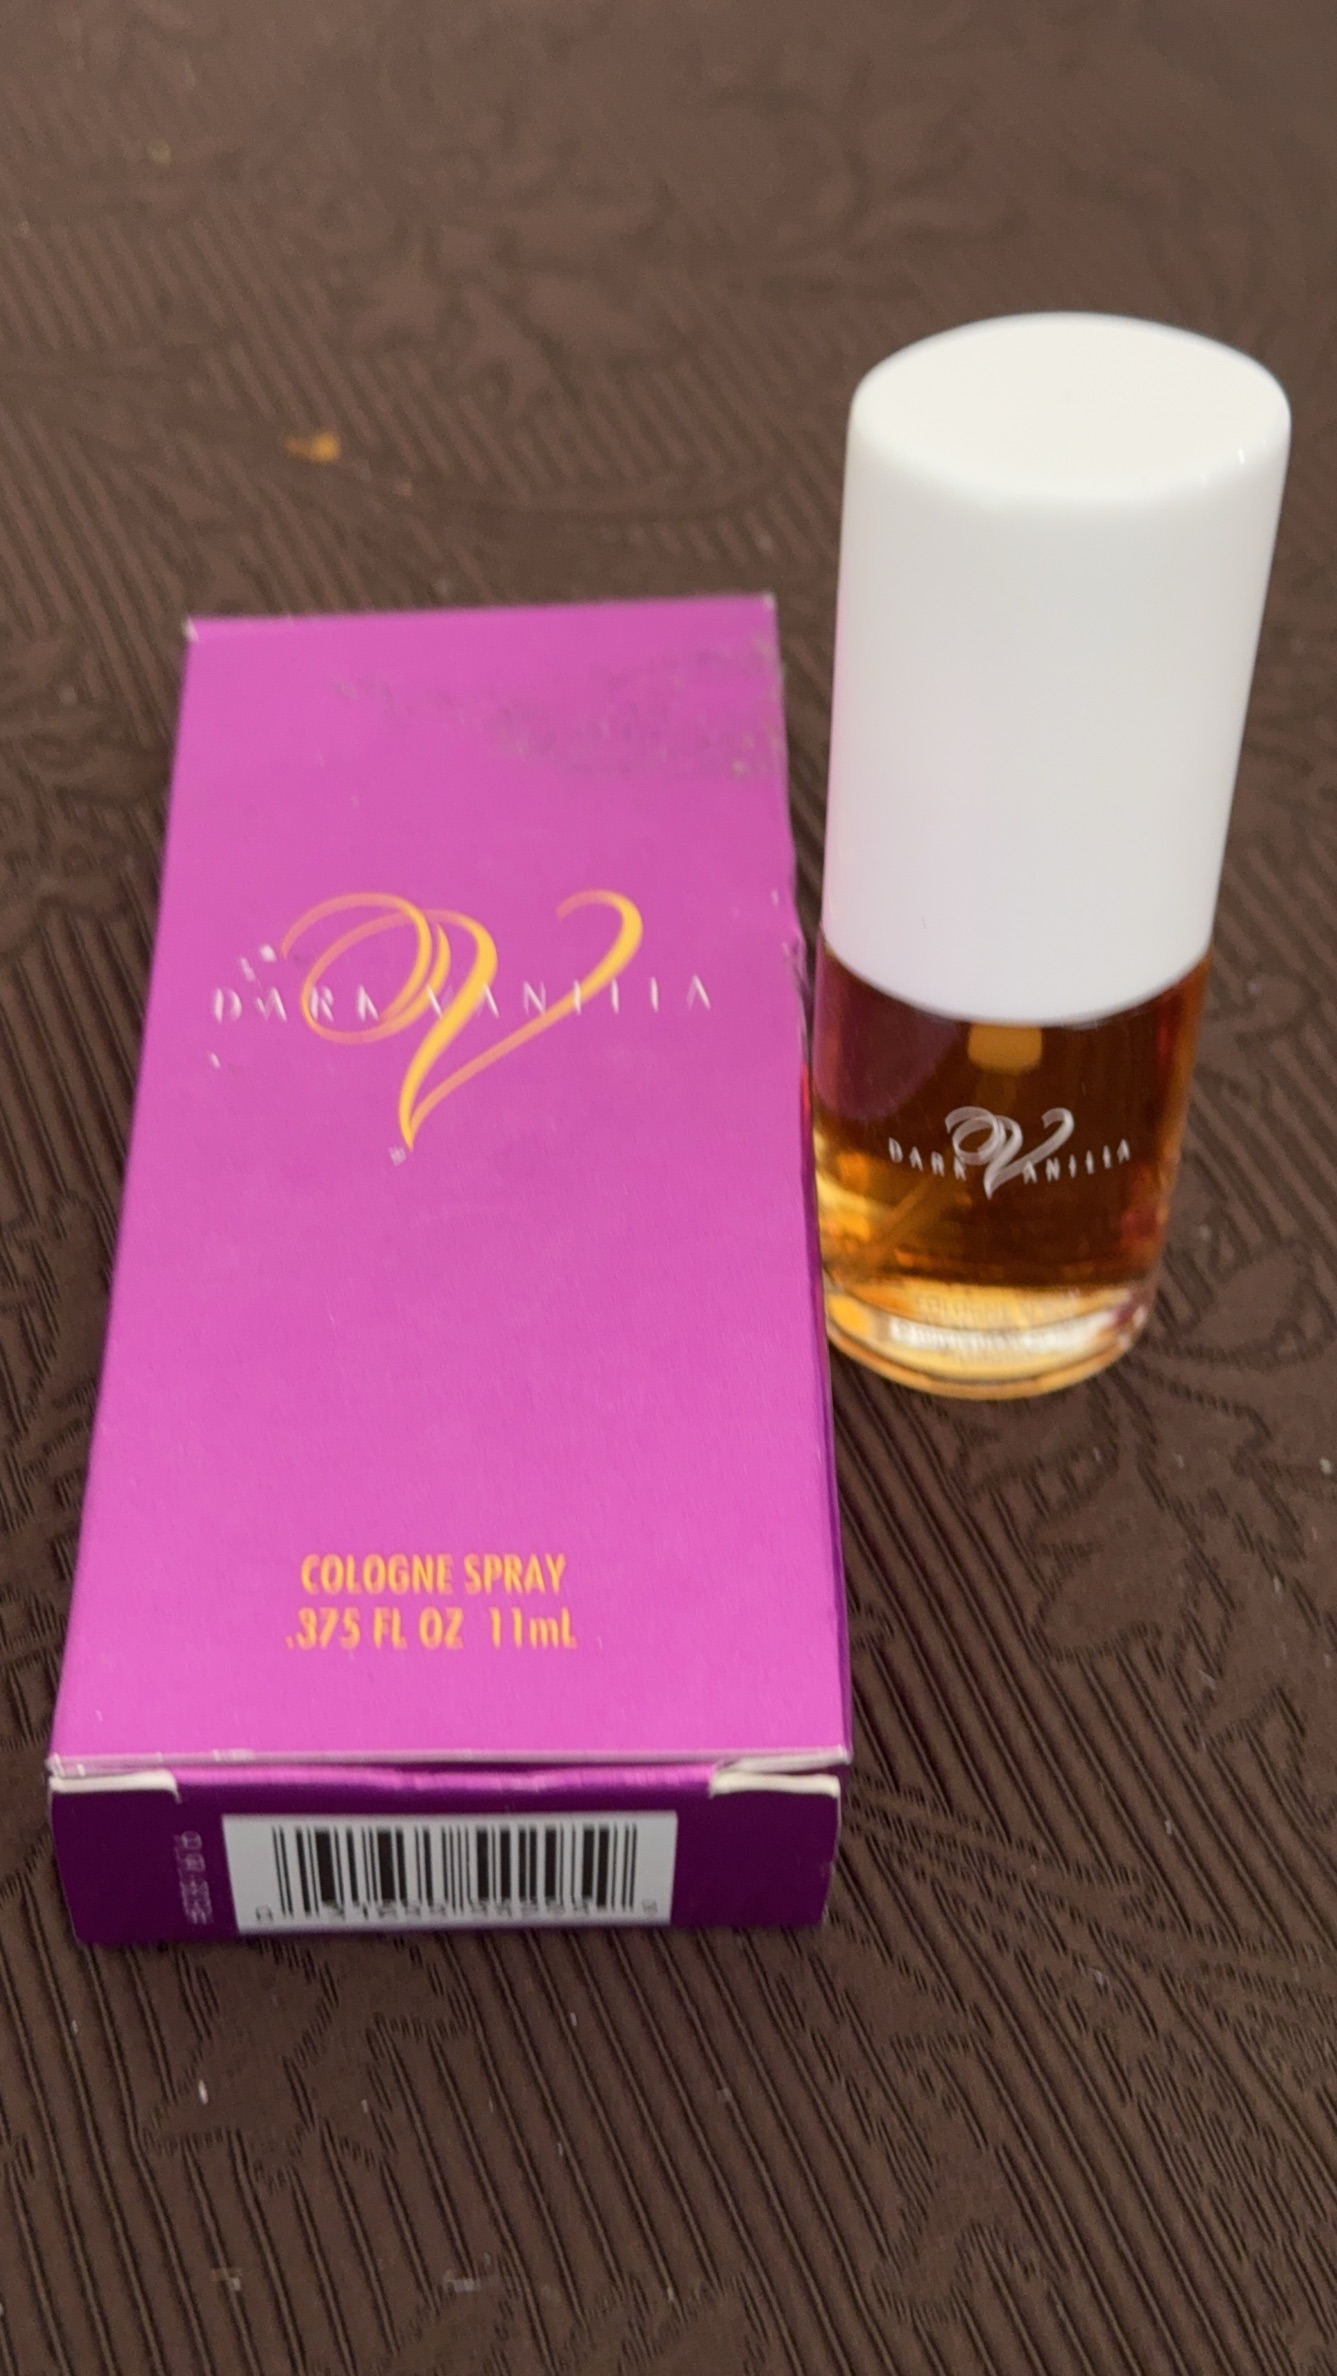 DARK VANILLA
COLOGNE SPRAY
.375 FL OZ 11mL
DARK VANILLA